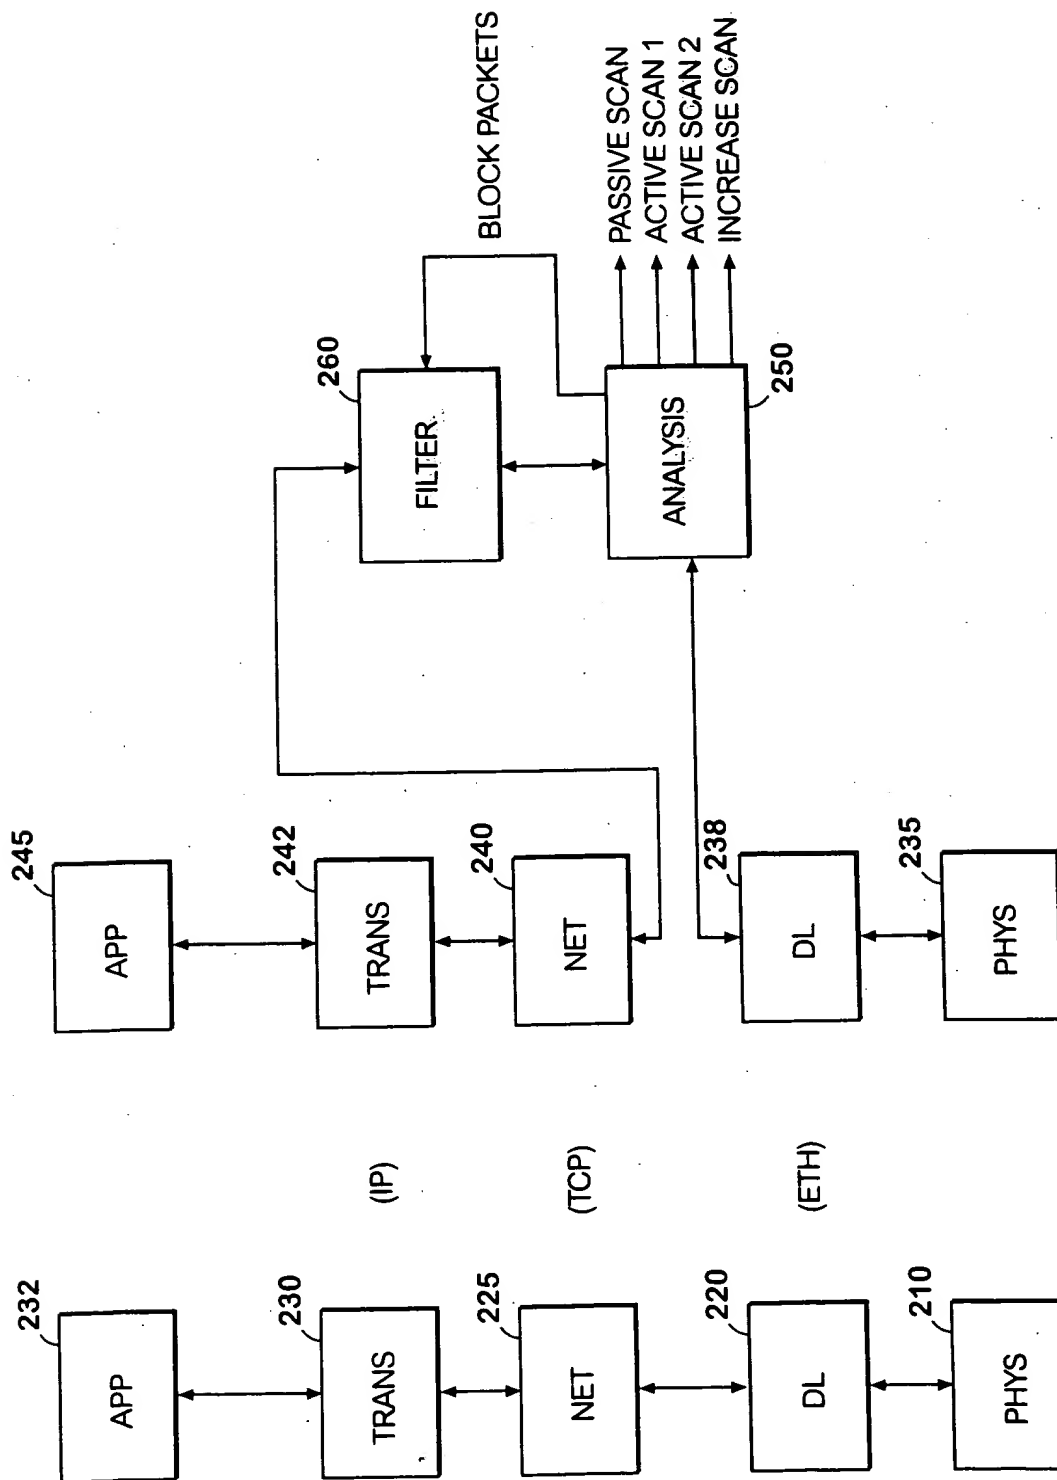 232
APP
230
TRANS
225
NET
220
DL
210
PHYS
(IP)
(TCP)
(ETH)
245
APP
242
TRANS
240
NET
238
DL
235
PHYS
260
FILTER
250
ANALYSIS
BLOCK PACKETS
PASSIVE SCAN
ACTIVE SCAN 1
ACTIVE SCAN 2
INCREASE SCAN